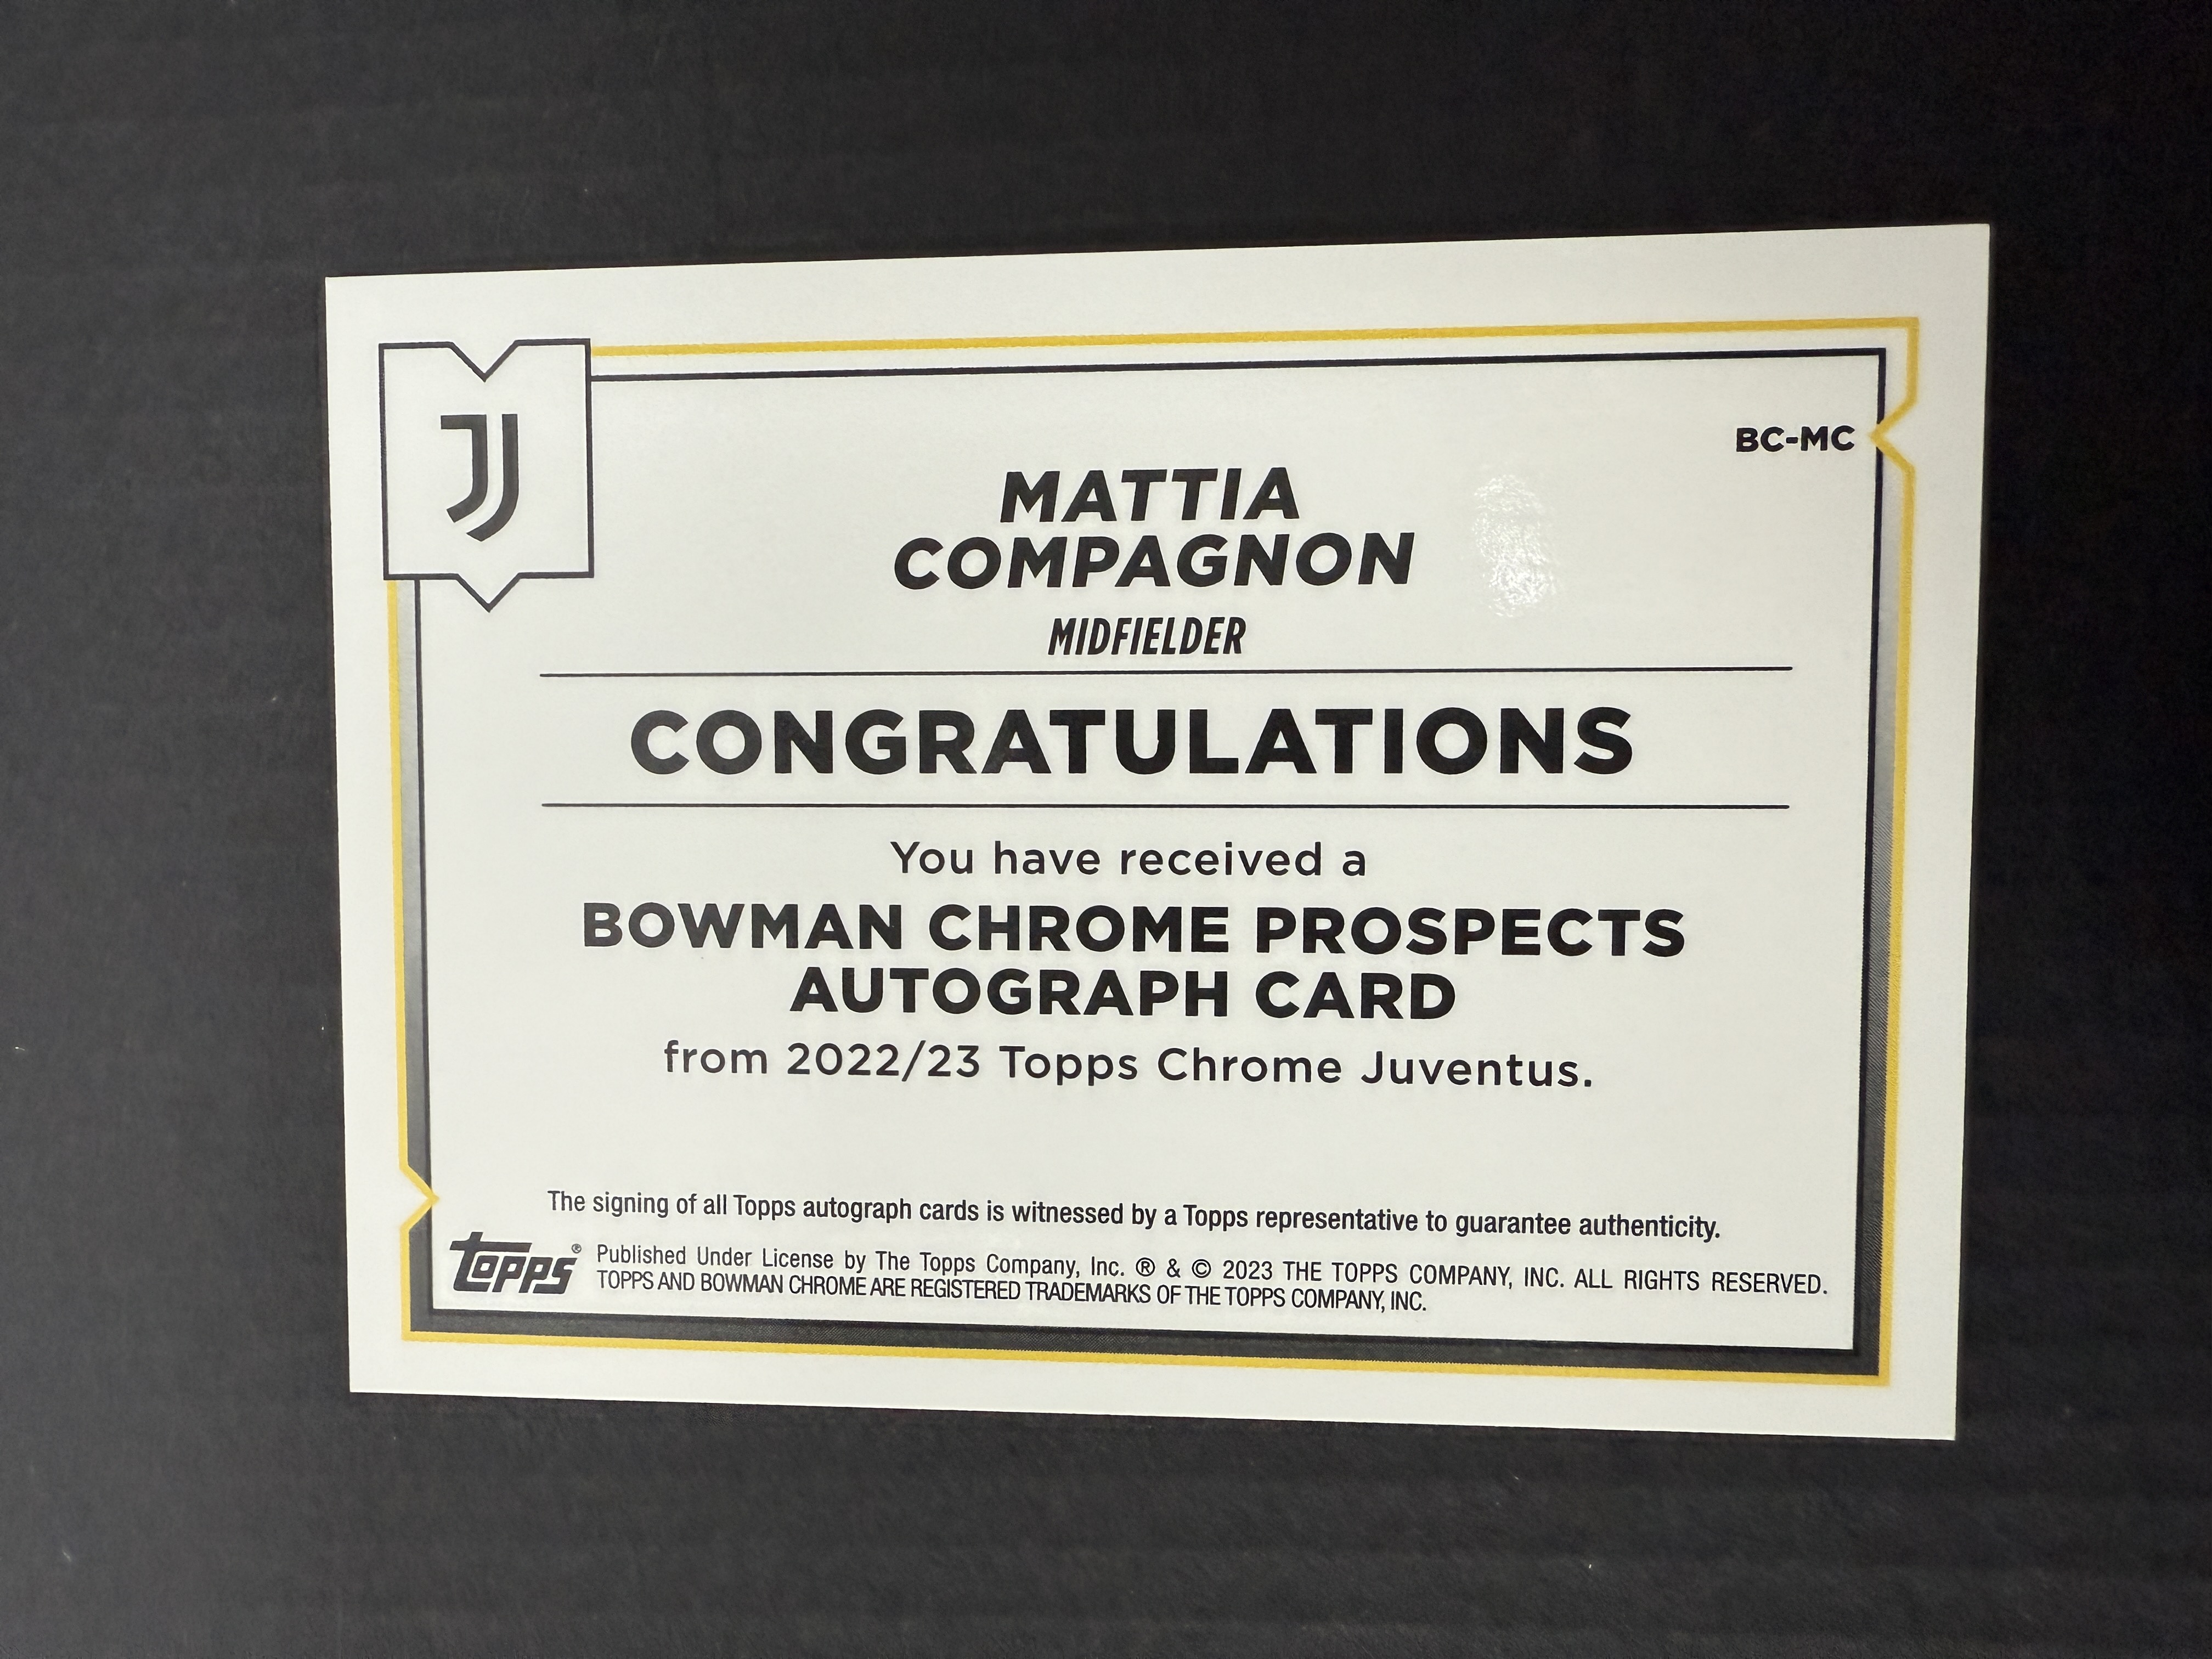 BC-MC
MATTIA
COMPAGNON
MIDFIELDER
CONGRATULATIONS
You have received a
BOWMAN CHROME PROSPECTS
AUTOGRAPH CARD
from 2022/23 Topps Chrome Juventus.
The signing of all Topps autograph cards is witnessed by a Topps representative to guarantee authenticity.
Topps® Published Under License by The Topps Company, Inc. ® & © 2023 THE TOPPS COMPANY, INC. ALL RIGHTS RESERVED.
TOPPS AND BOWMAN CHROME ARE REGISTERED TRADEMARKS OF THE TOPPS COMPANY, INC.